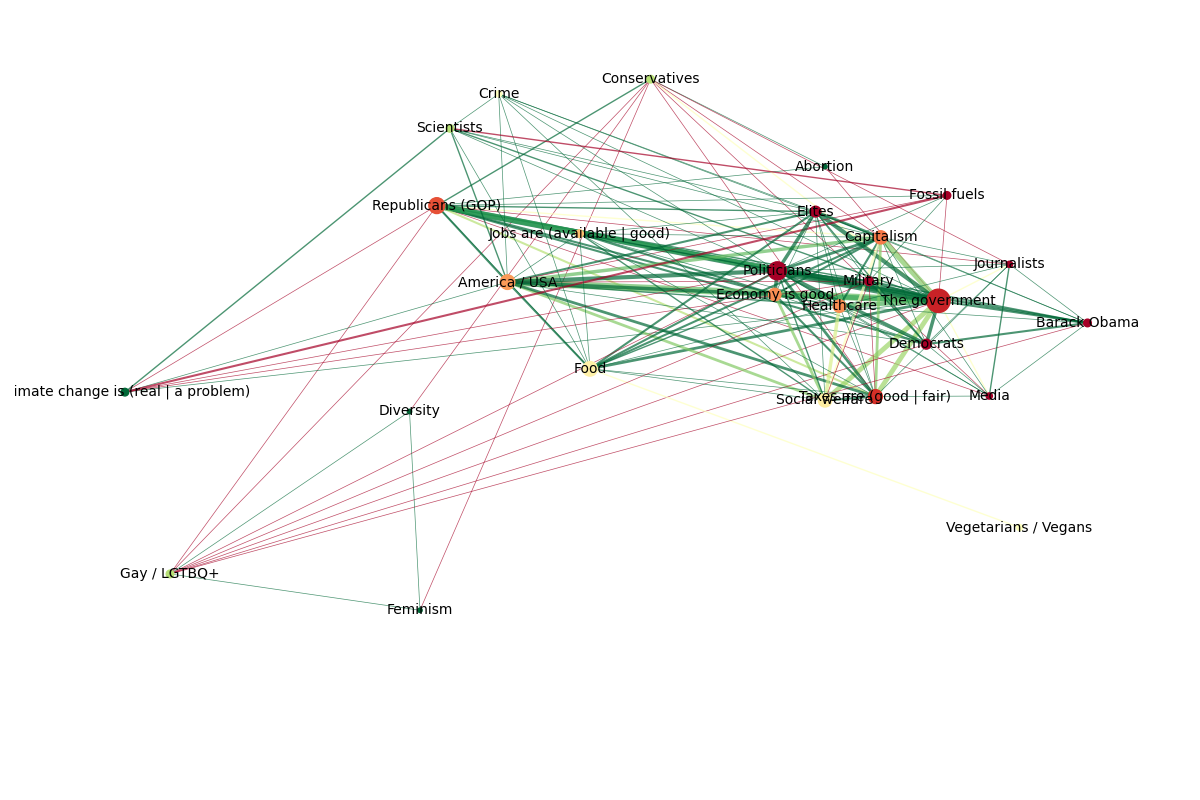 Conservatives
Crime
Scientists
Abortion
Fossil fuels
Republicans (GOP)
Elites
Jobs are (available | good)
Capitalism
Journalists
Politicians
Military
America / USA
Economy is good
The government
Healthcare
Barack Obama
Democrats
Food
imate change is (real | a problem)
Taxes are (good | fair)
Social welfare
Media
Diversity
Vegetarians / Vegans
Gay / LGTBQ+
Feminism